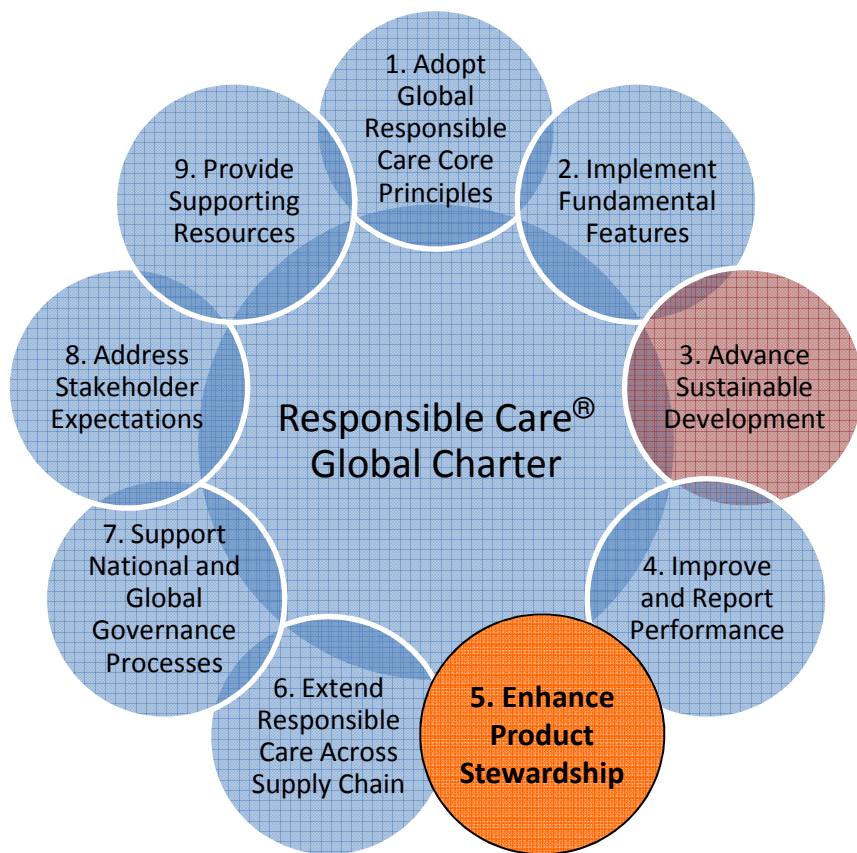 1. Adopt
Global
Responsible
Care Core
Principles
2. Implement
Fundamental
Features
3. Advance
Sustainable
Development
4. Improve
and Report
Performance
5. Enhance
Product
Stewardship
6. Extend
Responsible
Care Across
Supply Chain
7. Support
National and
Global
Governance
Processes
8. Address
Stakeholder
Expectations
9. Provide
Supporting
Resources
Responsible Care®
Global Charter